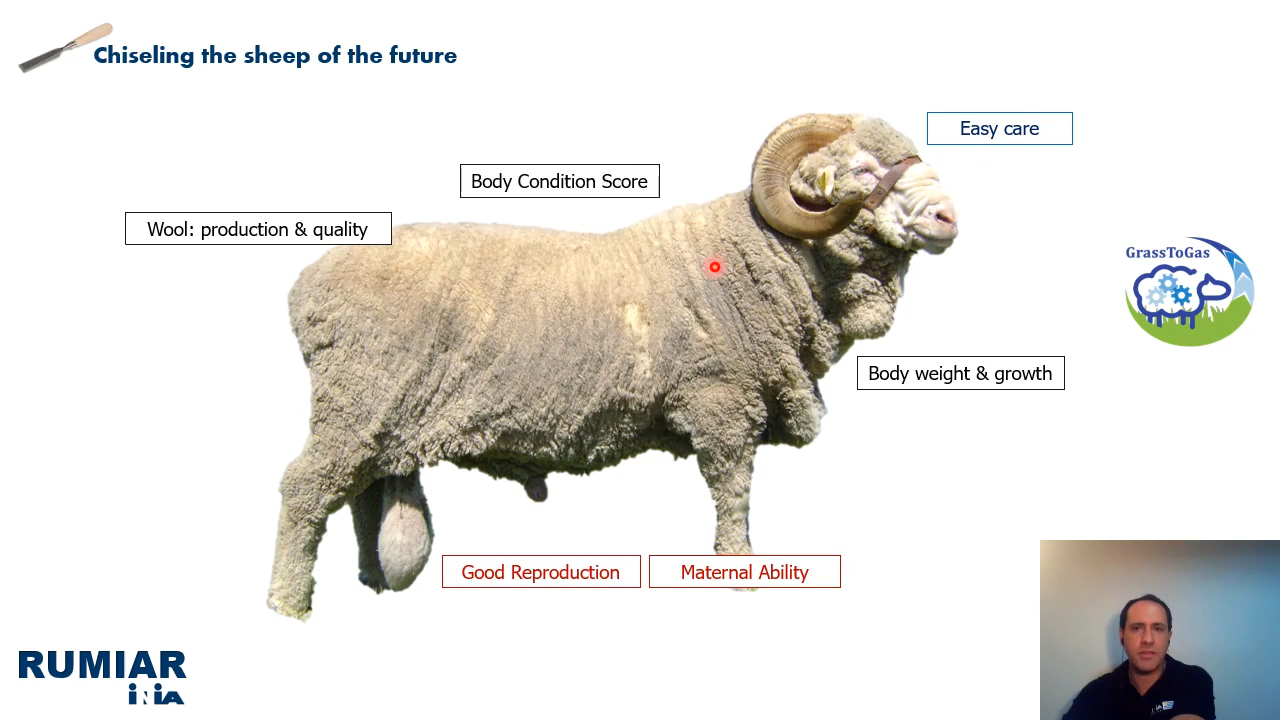 Chiseling the sheep of the future
Easy care
Body Condition Score
Wool: production & quality
GrassToGas
Body weight & growth
Good Reproduction
Maternal Ability
RUMIAR
iNiA